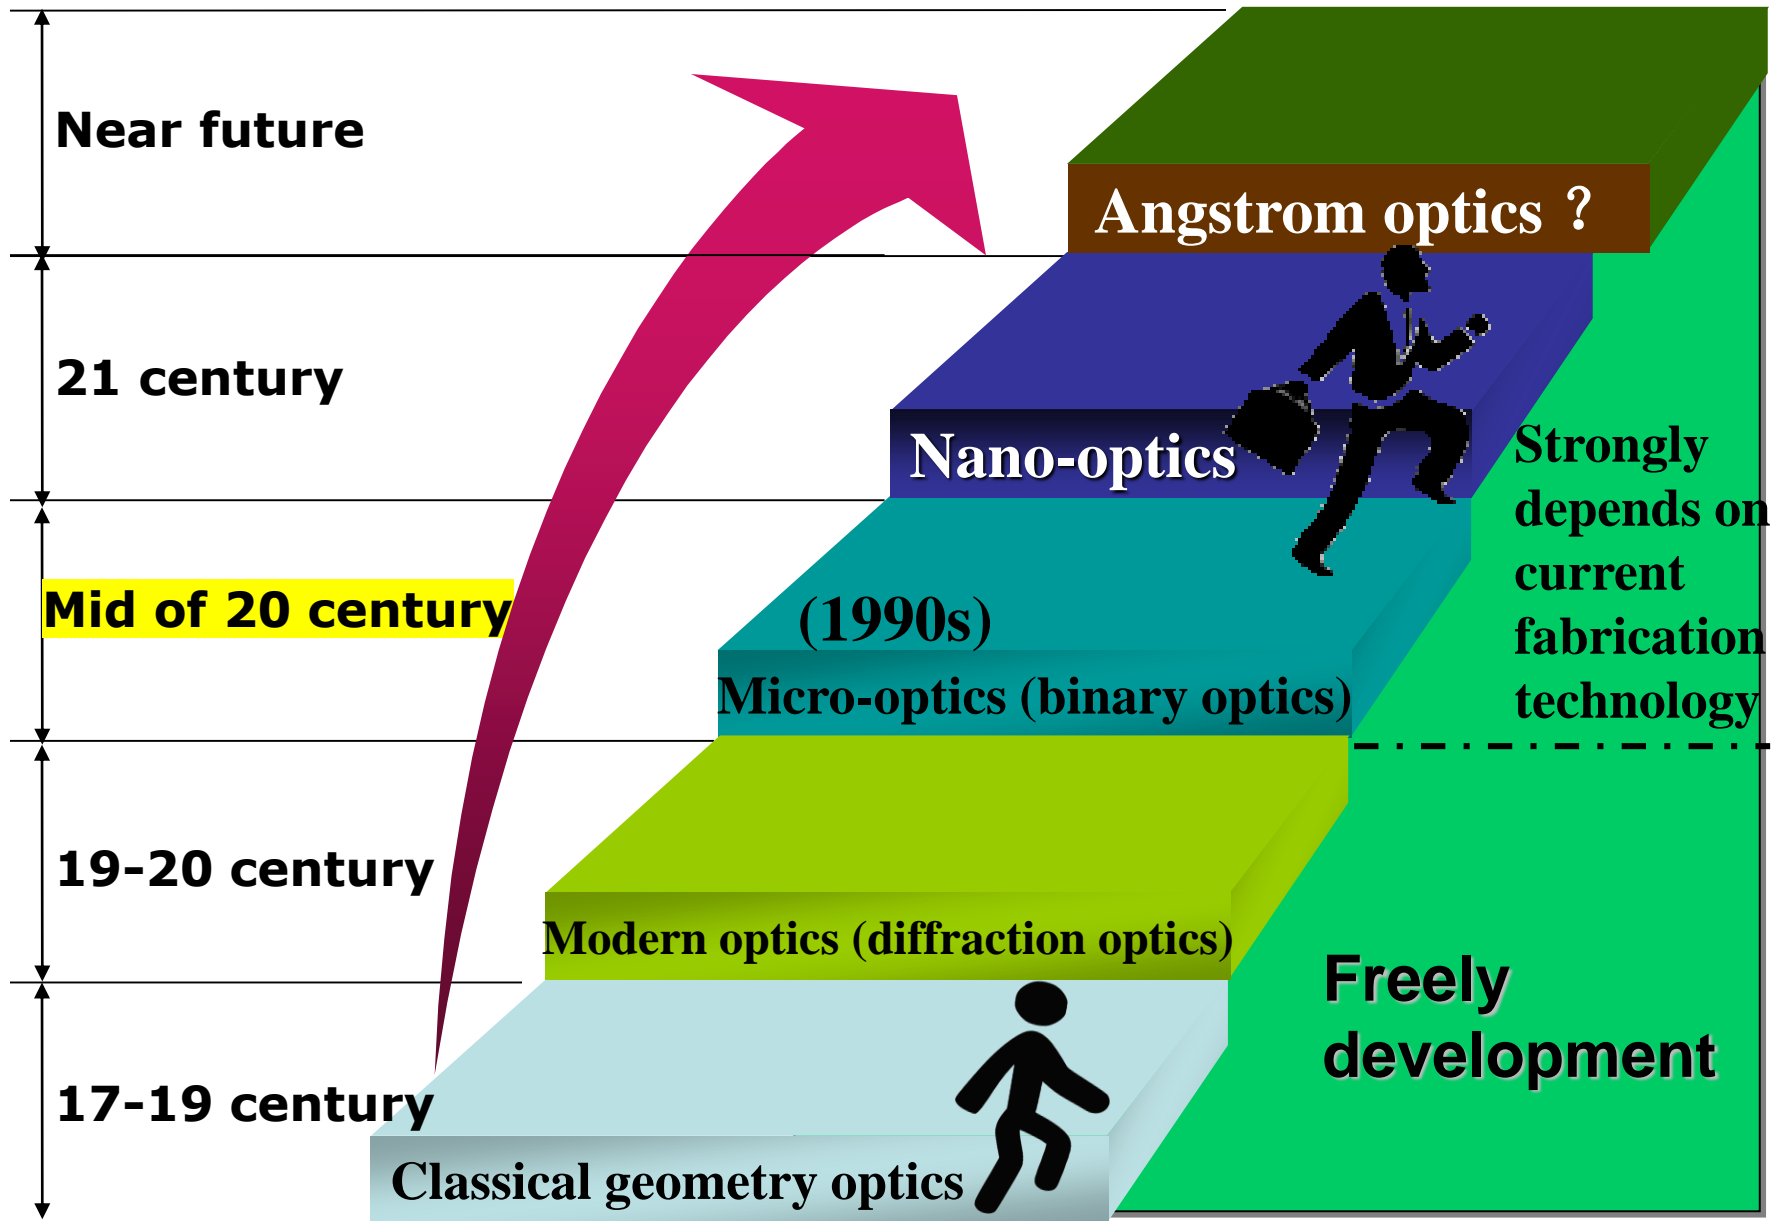 Near future
Angstrom optics ？
21 century
Nano-optics
Strongly
depends on
current
fabrication
technology
Mid of 20 century
(1990s)
Micro-optics (binary optics)
19-20 century
Modern optics (diffraction optics)
Freely
development
17-19 century
Classical geometry optics